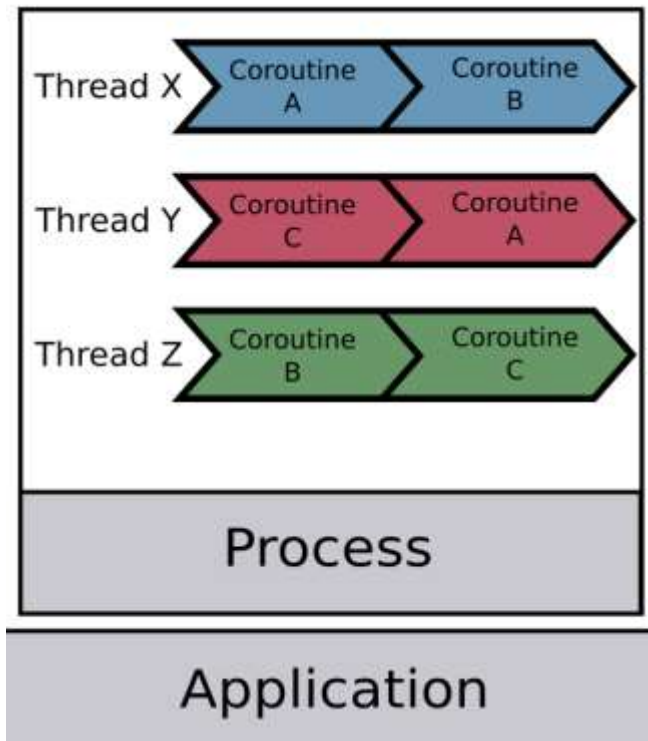 Thread X
Coroutine
A
Coroutine
B
Thread Y
Coroutine
C
Coroutine
A
Thread Z
Coroutine
B
Coroutine
C
Process
Application